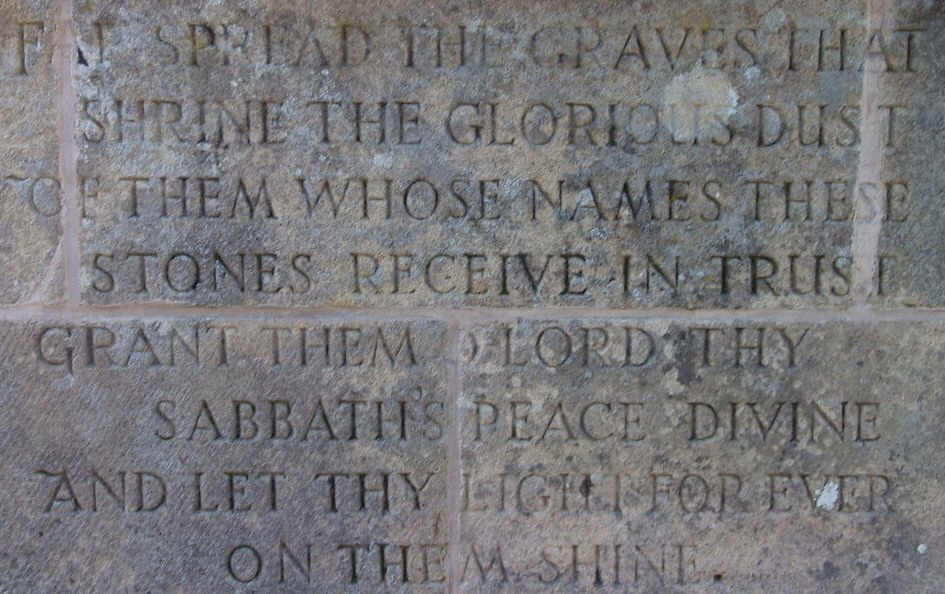 FAR SPREAD THE GRAVES THAT
SHRINE THE GLORIOUS DUST
OF THEM WHOSE NAMES THESE
STONES RECEIVE IN TRUST
GRANT THEM O LORD THY
SABBATH'S PEACE DIVINE
AND LET THY LIGHT FOR EVER
ON THEM SHINE.